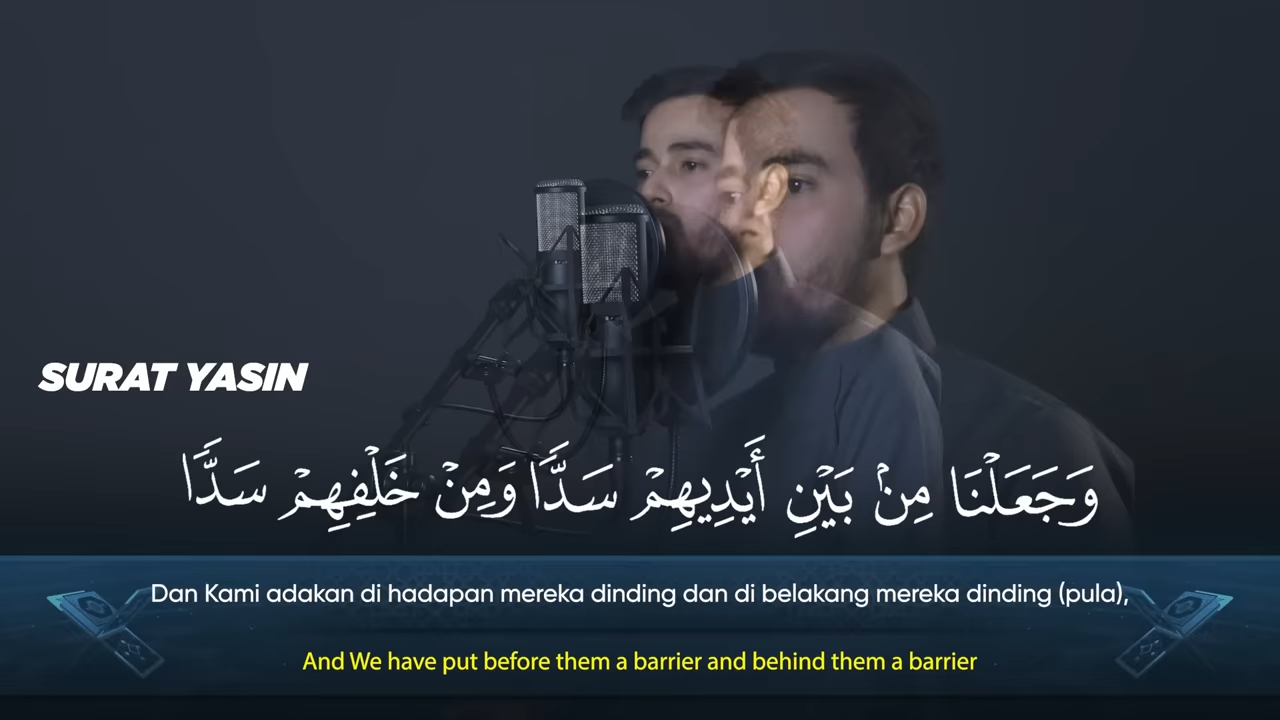 SURAT YASIN
وَجَعَلْنَا مِنْۢ بَيْنِ أَيْدِيهِمْ سَدًّا وَمِنْ خَلْفِهِمْ سَدًّا
Dan Kami adakan di hadapan mereka dinding dan di belakang mereka dinding (pula),
And We have put before them a barrier and behind them a barrier